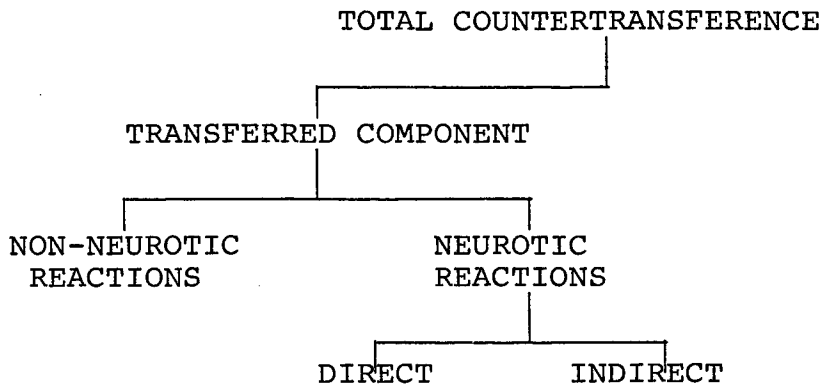 TOTAL COUNTERTRANSFERENCE
TRANSFERRED COMPONENT
NON-NEUROTIC
REACTIONS
NEUROTIC
REACTIONS
DIRECT
INDIRECT